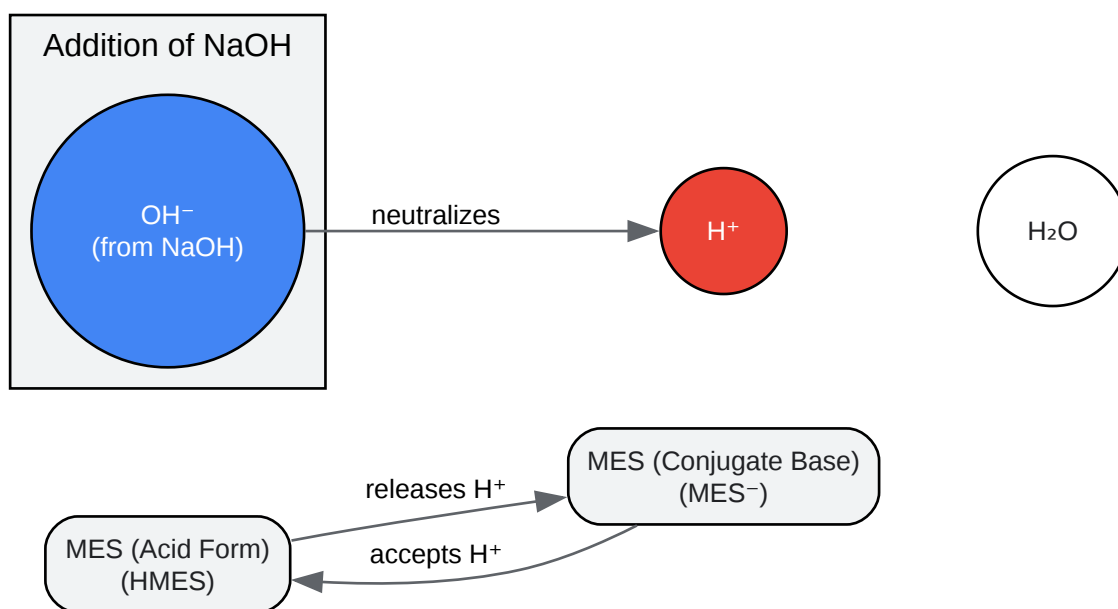 Addition of NaOH
OH⁻
(from NaOH)
neutralizes
H⁺
H₂O
MES (Conjugate Base)
(MES⁻)
releases H⁺
accepts H⁺
MES (Acid Form)
(HMES)